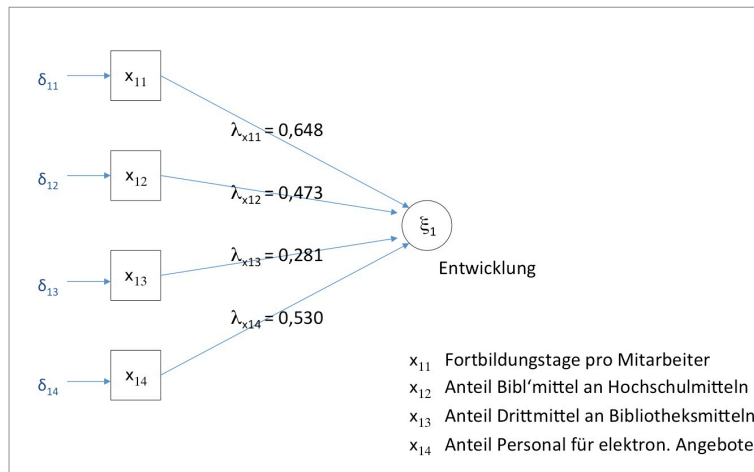 δ₁₁ x₁₁
λₓ₁₁ = 0,648
δ₁₂ x₁₂
λₓ₁₂ = 0,473
ξ₁
δ₁₃ x₁₃
λₓ₁₃ = 0,281
Entwicklung
λₓ₁₄ = 0,530
δ₁₄ x₁₄
x₁₁ Fortbildungstage pro Mitarbeiter
x₁₂ Anteil Bibl‘mittel an Hochschulmitteln
x₁₃ Anteil Drittmittel an Bibliotheksmitteln
x₁₄ Anteil Personal für elektron. Angebote